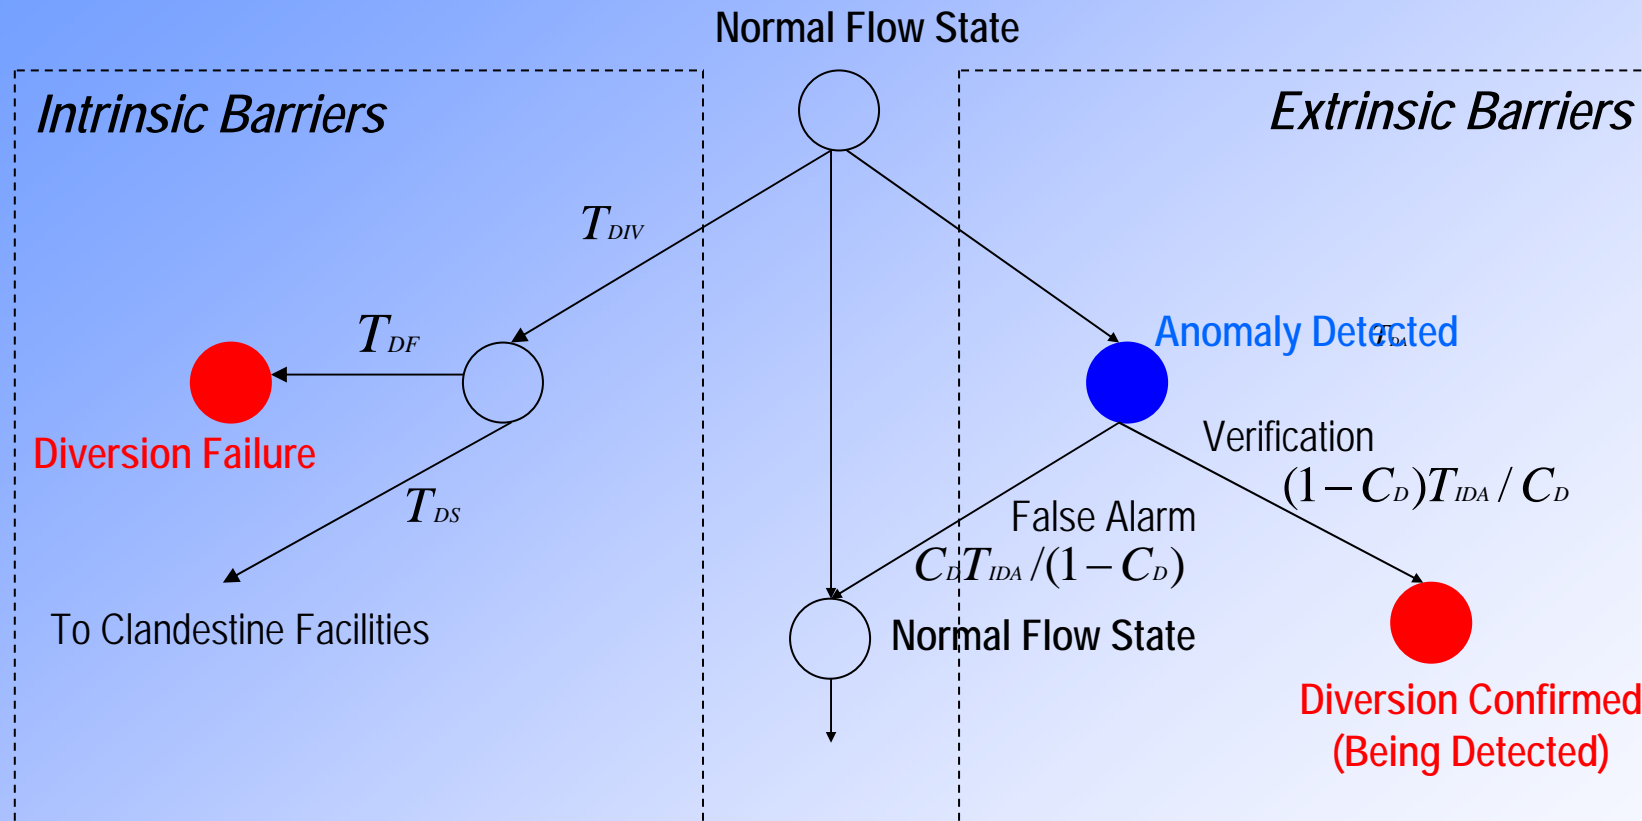 Normal Flow State
Intrinsic Barriers
Extrinsic Barriers
T_DIV
T_DF
Anomaly Detected
Diversion Failure
Verification
(1 − C_D)T_IDA / C_D
T_DS
False Alarm
C_D T_IDA /(1 − C_D)
To Clandestine Facilities
Normal Flow State
Diversion Confirmed
(Being Detected)